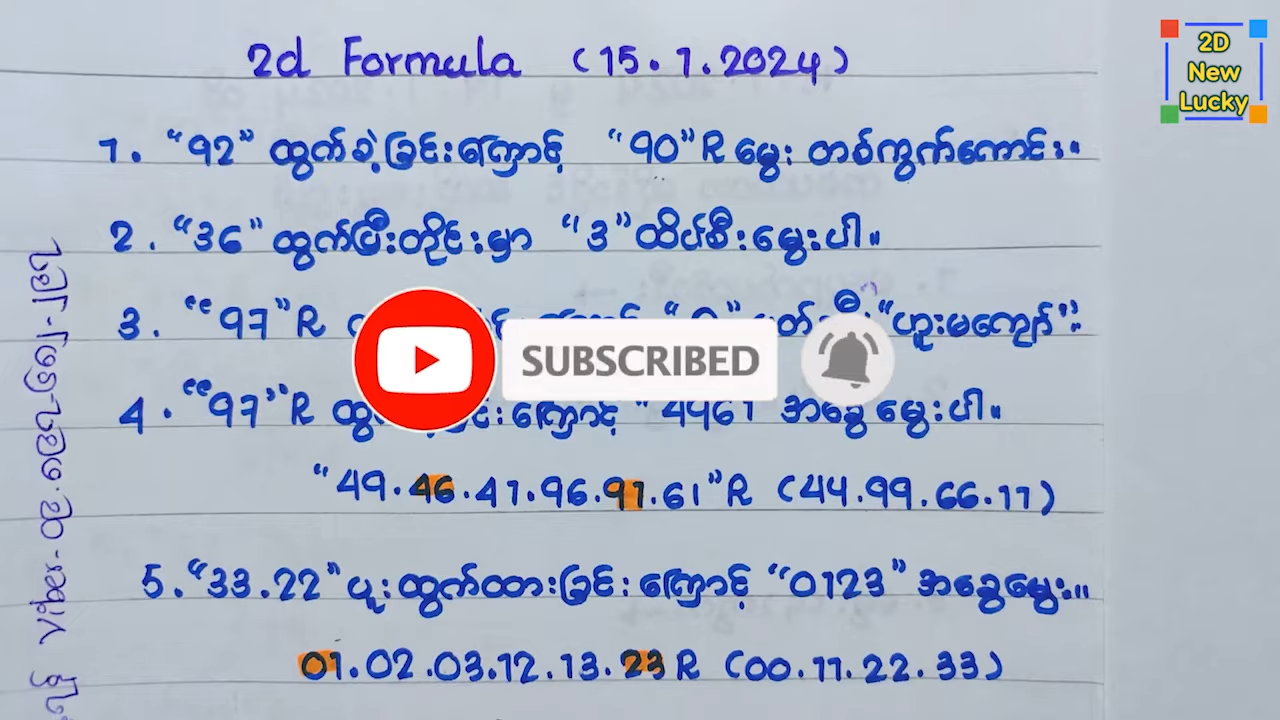 2d Formula (15.1.2024)
2D
New
Lucky
1. "92" ထွက်ခဲ့ခြင်းကြောင့် "90" R မွေး တစ်ကွက်ကောင်း။
2. "36" ထွက်ပြီးတိုင်းမှာ "3" ထိပ်စီးမွေးပါ။
3. "97" R "ဟူးမကျော်"။
4. "97" R ကြောင့် "4961 အခွေမွေးပါ။
SUBSCRIBED
"49.46.41.96.91.61" R (44.99.66.11)
5. "33.22" ပူးထွက်ထားခြင်းကြောင့် "0123" အခွေမွေး။
01.02.03.12.13.23 R (00.11.22.33)
Viber-